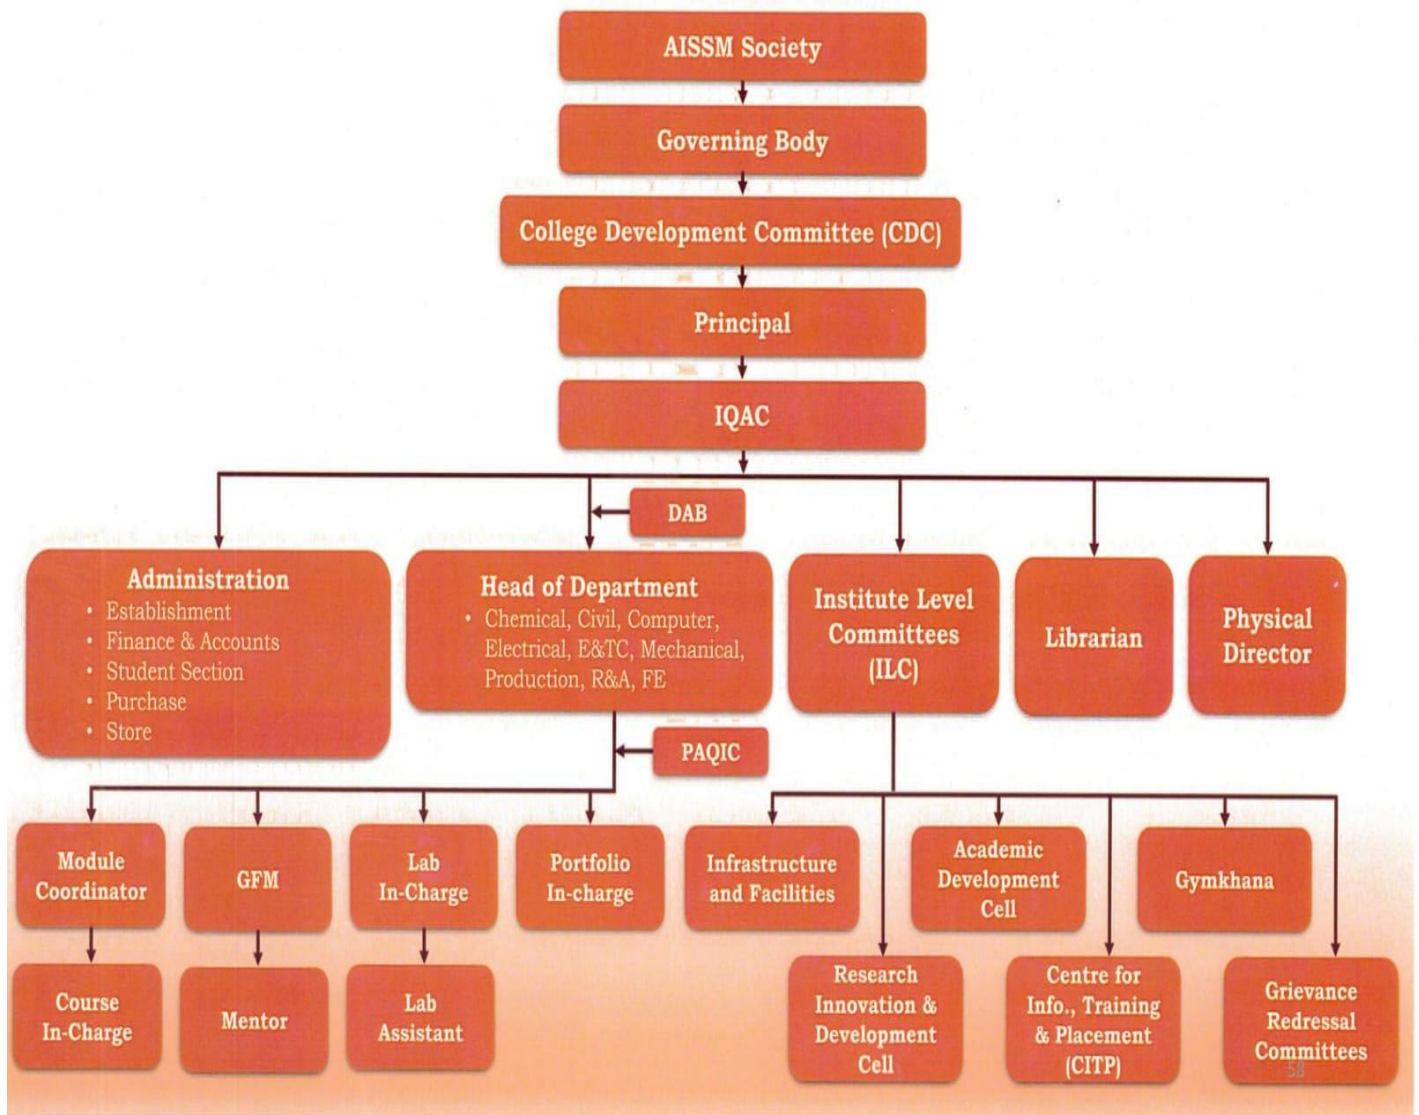 AISSM Society
Governing Body
College Development Committee (CDC)
Principal
IQAC
DAB
Administration
• Establishment
• Finance & Accounts
• Student Section
• Purchase
• Store
Head of Department
• Chemical, Civil, Computer,
Electrical, E&TC, Mechanical,
Production, R&A, FE
Institute Level
Committees
(ILC)
Librarian
Physical
Director
PAQIC
Module
Coordinator
GFM
Lab
In-Charge
Portfolio
In-charge
Infrastructure
and Facilities
Academic
Development
Cell
Gymkhana
Course
In-Charge
Mentor
Lab
Assistant
Research
Innovation &
Development
Cell
Centre for
Info., Training
& Placement
(CITP)
Grievance
Redressal
Committees
58